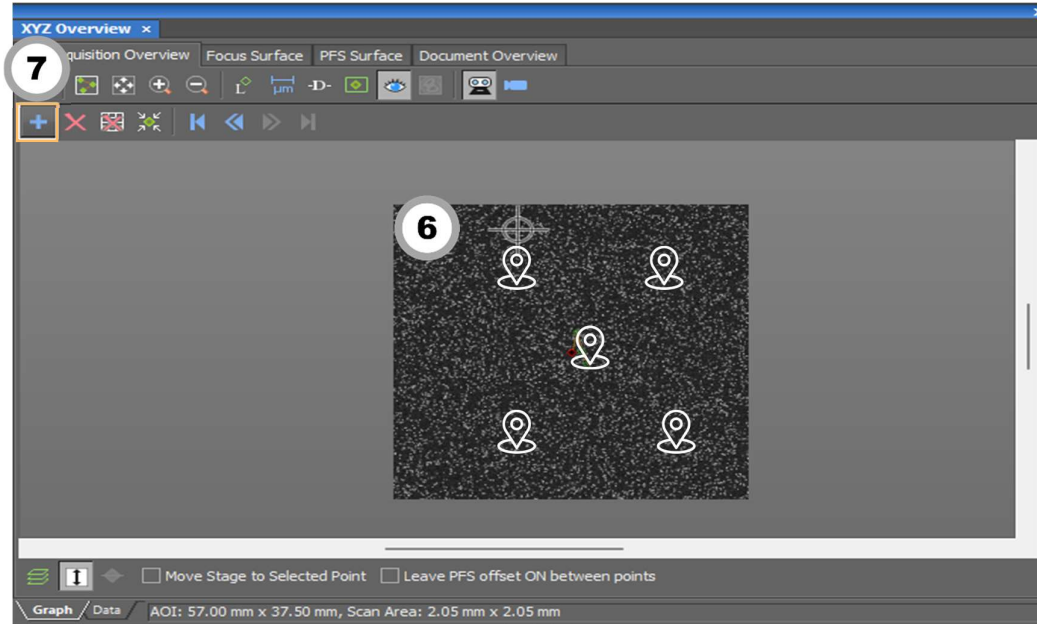 XYZ Overview ×
quisition Overview Focus Surface PFS Surface Document Overview
7
L µm -D-
6
Move Stage to Selected Point Leave PFS offset ON between points
Graph Data AOI: 57.00 mm x 37.50 mm, Scan Area: 2.05 mm x 2.05 mm